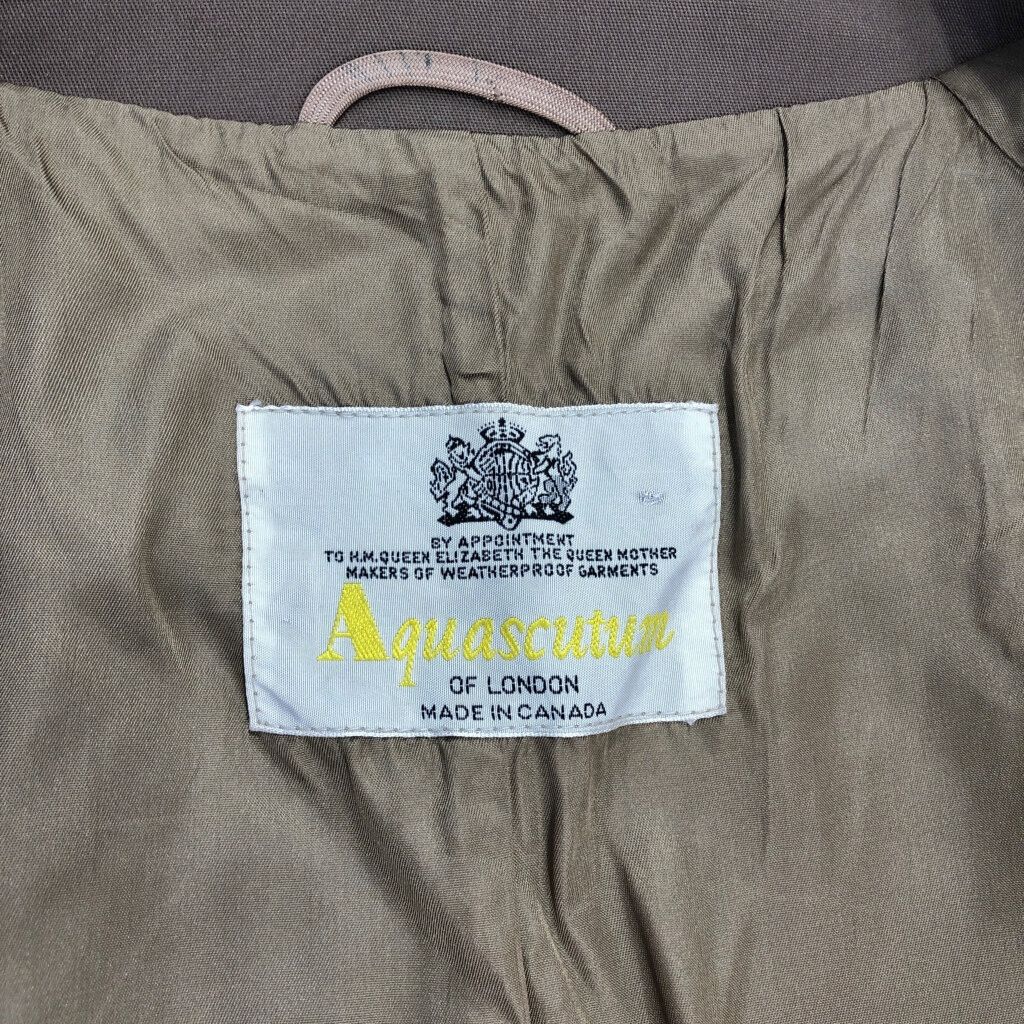 BY APPOINTMENT
TO H.M.QUEEN ELIZABETH THE QUEEN MOTHER
MAKERS OF WEATHERPROOF GARMENTS
Aquascutum
OF LONDON
MADE IN CANADA